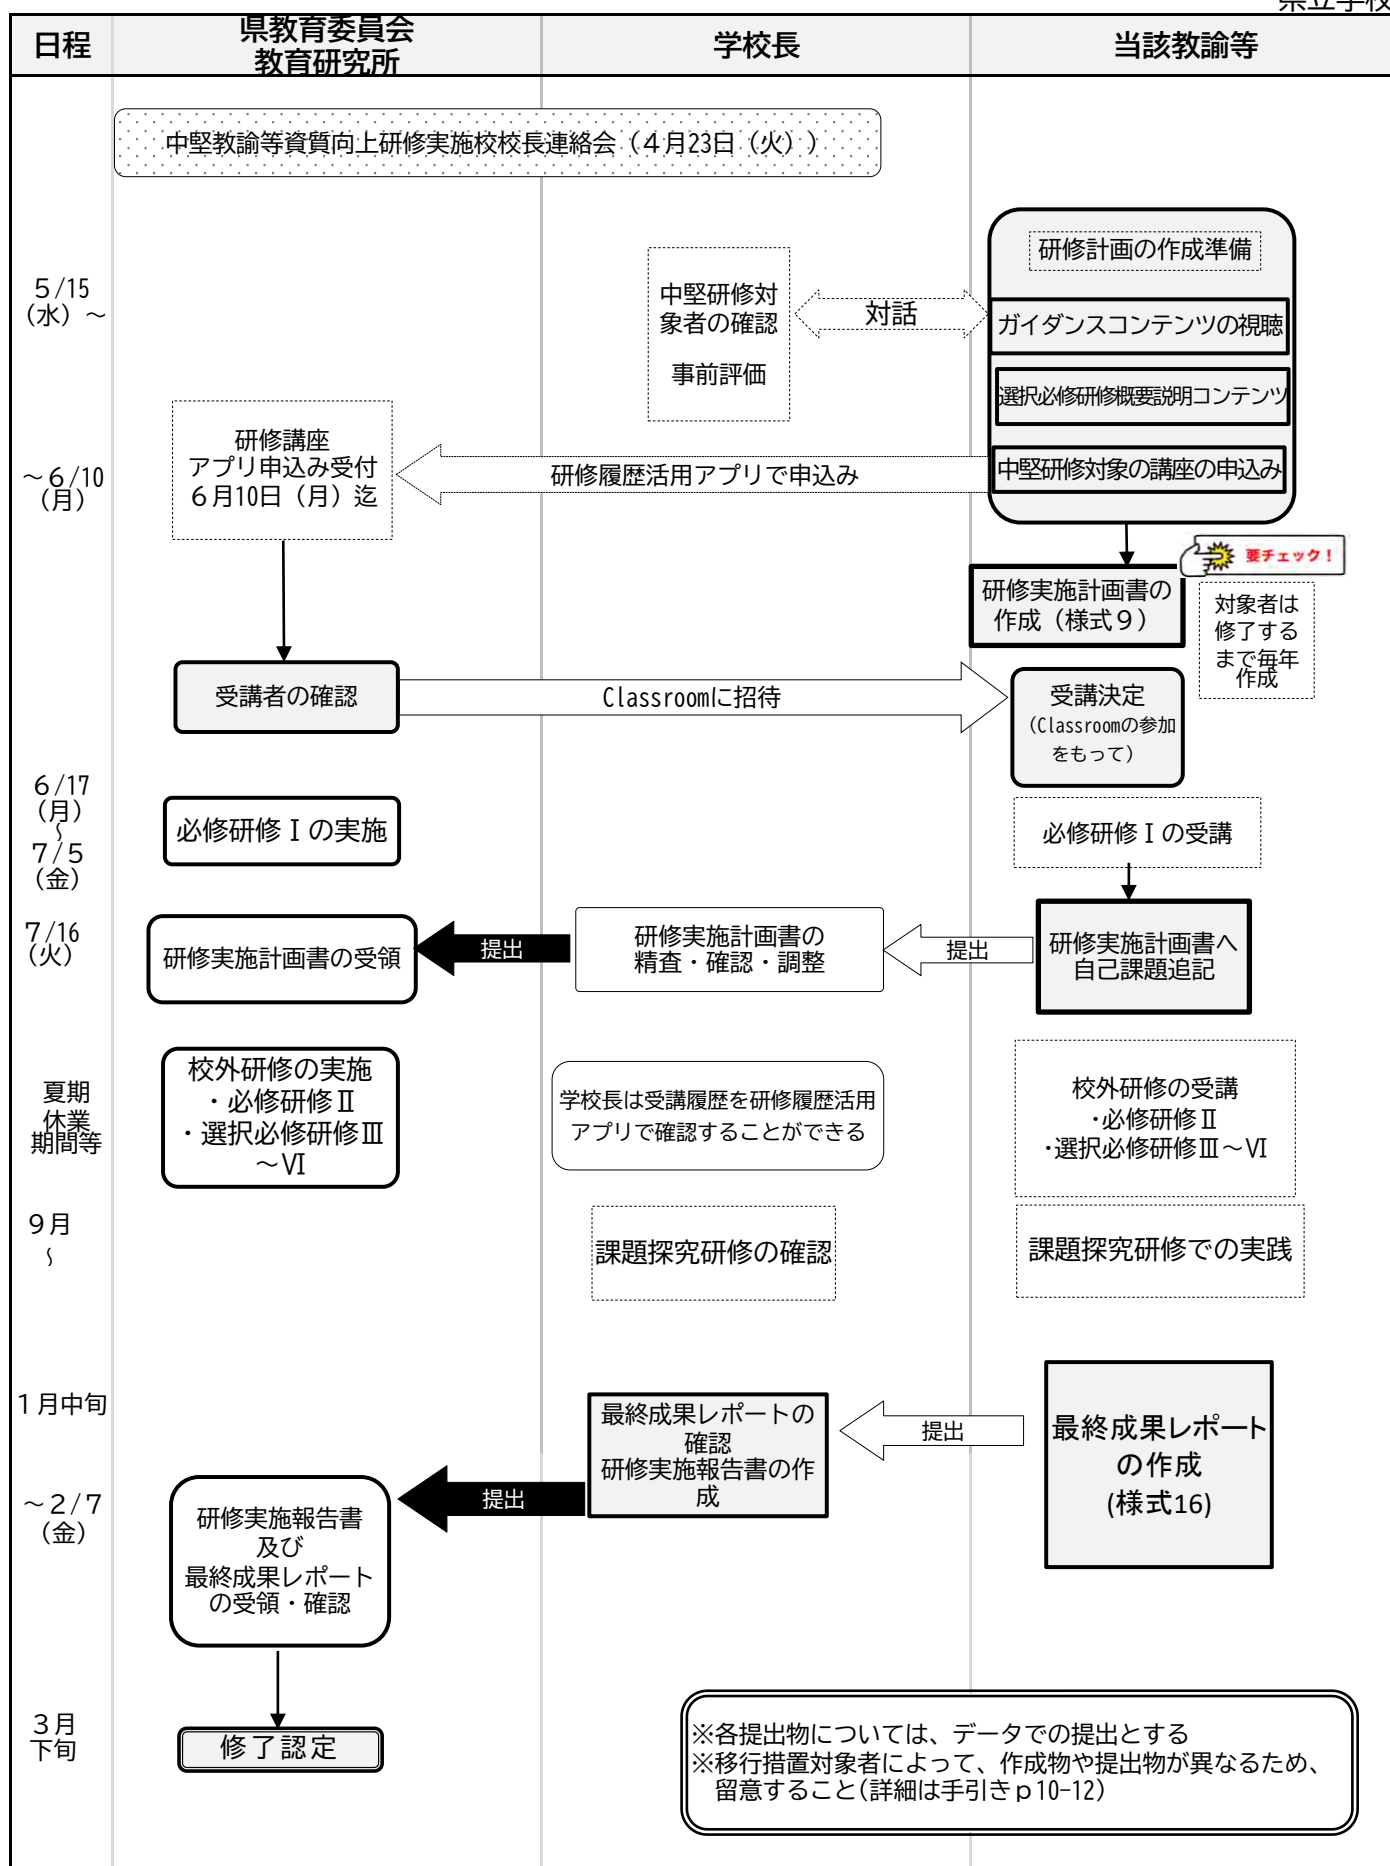 県立学校
日程
県教育委員会
教育研究所
学校長
当該教諭等
中堅教諭等資質向上研修実施校校長連絡会（４月23日（火））
5/15
（水）～
中堅研修対
象者の確認
事前評価
対話
研修計画の作成準備
ガイダンスコンテンツの視聴
選択必修研修概要説明コンテンツ
中堅研修対象の講座の申込み
～6/10
（月）
研修講座
アプリ申込み受付
６月10日（月）迄
研修履歴活用アプリで申込み
要チェック！
研修実施計画書の
作成（様式９）
対象者は
修了する
まで毎年
作成
受講者の確認
Classroomに招待
受講決定
（Classroomの参加
をもって）
6/17
（月）
～
7/5
（金）
必修研修Ⅰの実施
必修研修Ⅰの受講
7/16
（火）
研修実施計画書の受領
提出
研修実施計画書の
精査・確認・調整
提出
研修実施計画書へ
自己課題追記
夏期
休業
期間等
校外研修の実施
・必修研修Ⅱ
・選択必修研修Ⅲ
～Ⅵ
学校長は受講履歴を研修履歴活用
アプリで確認することができる
校外研修の受講
・必修研修Ⅱ
・選択必修研修Ⅲ～Ⅵ
９月
～
課題探究研修の確認
課題探究研修での実践
１月中旬
最終成果レポートの
確認
研修実施報告書の作
成
提出
最終成果レポート
の作成
(様式16)
～２/７
（金）
研修実施報告書
及び
最終成果レポート
の受領・確認
提出
３月
下旬
修了認定
※各提出物については、データでの提出とする
※移行措置対象者によって、作成物や提出物が異なるため、
留意すること(詳細は手引きｐ10-12)